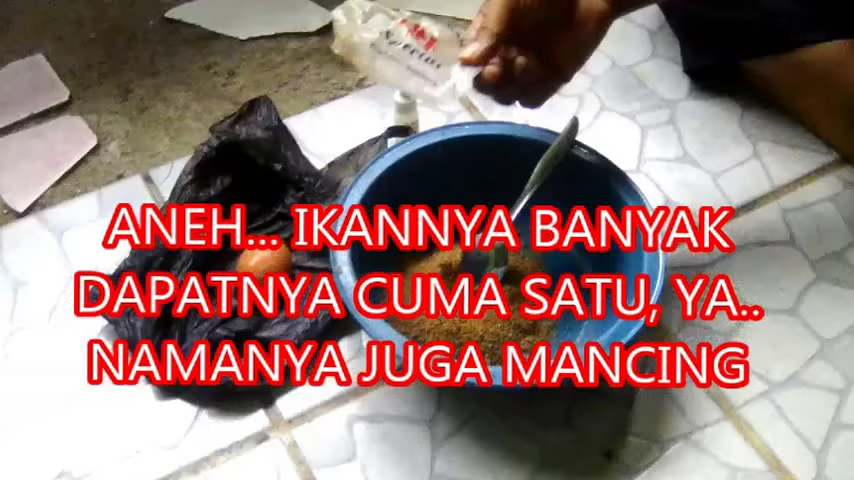 ANEH... IKANNYA BANYAK
DAPATNYA CUMA SATU, YA..
NAMANYA JUGA MANCING